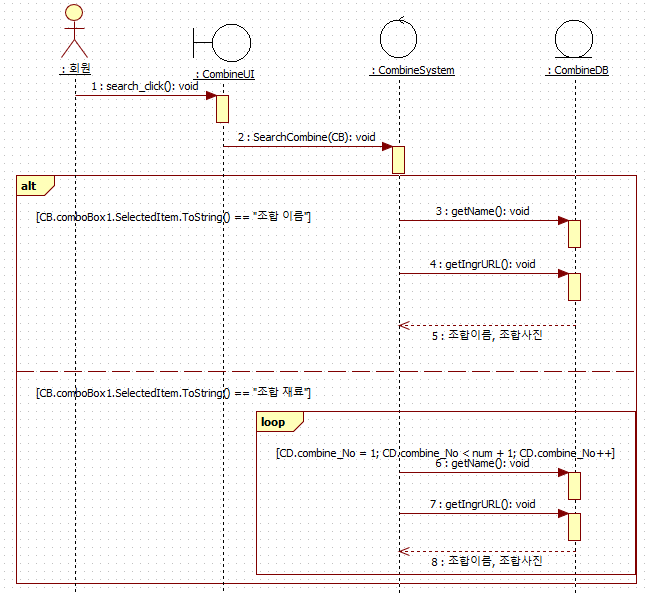 : 회원
: CombineUI
: CombineSystem
: CombineDB
1 : search_click(): void
2 : SearchCombine(CB): void
alt
[CB.comboBox1.SelectedItem.ToString() == "조합 이름"]
3 : getName(): void
4 : getIngrURL(): void
5 : 조합이름, 조합사진
[CB.comboBox1.SelectedItem.ToString() == "조합 재료"]
loop
[CD.combine_No = 1; CD.combine_No < num + 1; CD.combine_No++]
6 : getName(): void
7 : getIngrURL(): void
8 : 조합이름, 조합사진